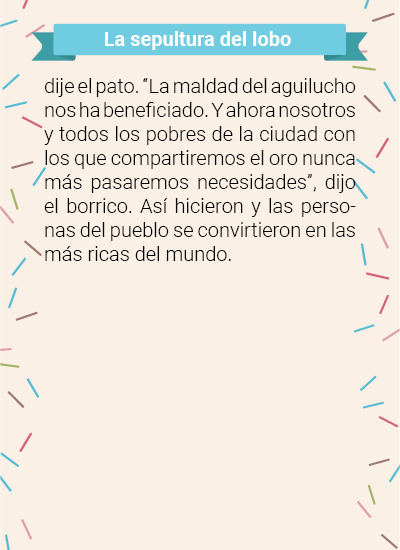 La sepultura del lobo
dije el pato. “La maldad del aguilucho
nos ha beneficiado. Y ahora nosotros
y todos los pobres de la ciudad con
los que compartiremos el oro nunca
más pasaremos necesidades”, dijo
el borrico. Así hicieron y las perso-
nas del pueblo se convirtieron en las
más ricas del mundo.